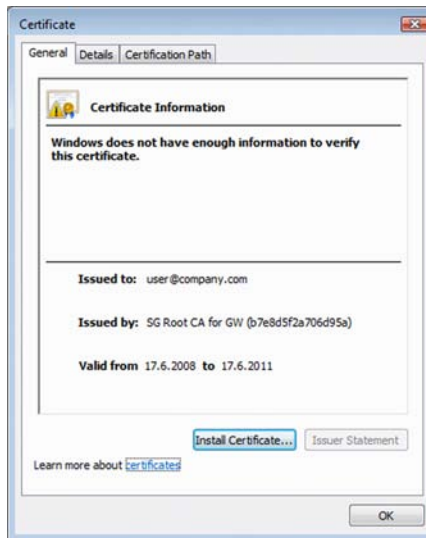 Certificate
General Details Certification Path
Certificate Information
Windows does not have enough information to verify
this certificate.
Issued to: user@company.com
Issued by: SG Root CA for GW (b7e8d5f2a706d95a)
Valid from 17.6.2008 to 17.6.2011
Install Certificate... Issuer Statement
Learn more about certificates
OK